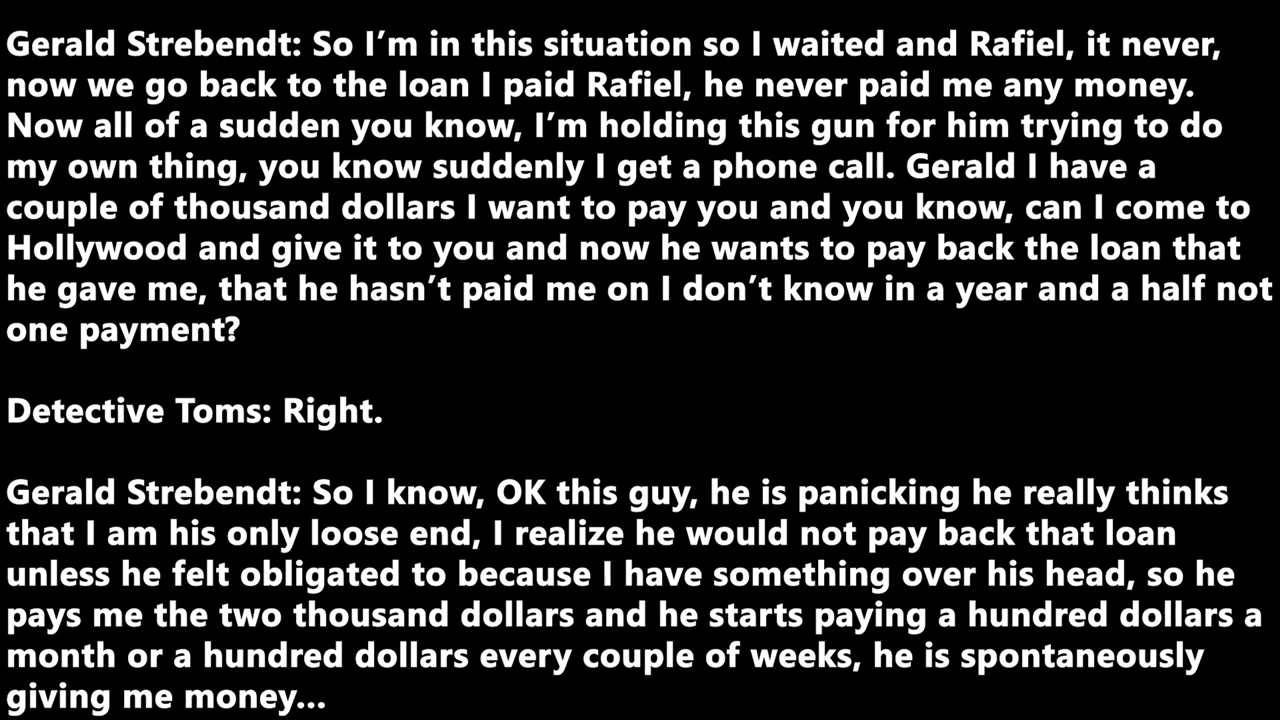 Gerald Strebendt: So I’m in this situation so I waited and Rafiel, it never,
now we go back to the loan I paid Rafiel, he never paid me any money.
Now all of a sudden you know, I’m holding this gun for him trying to do
my own thing, you know suddenly I get a phone call. Gerald I have a
couple of thousand dollars I want to pay you and you know, can I come to
Hollywood and give it to you and now he wants to pay back the loan that
he gave me, that he hasn’t paid me on I don’t know in a year and a half not
one payment?
Detective Toms: Right.
Gerald Strebendt: So I know, OK this guy, he is panicking he really thinks
that I am his only loose end, I realize he would not pay back that loan
unless he felt obligated to because I have something over his head, so he
pays me the two thousand dollars and he starts paying a hundred dollars a
month or a hundred dollars every couple of weeks, he is spontaneously
giving me money...